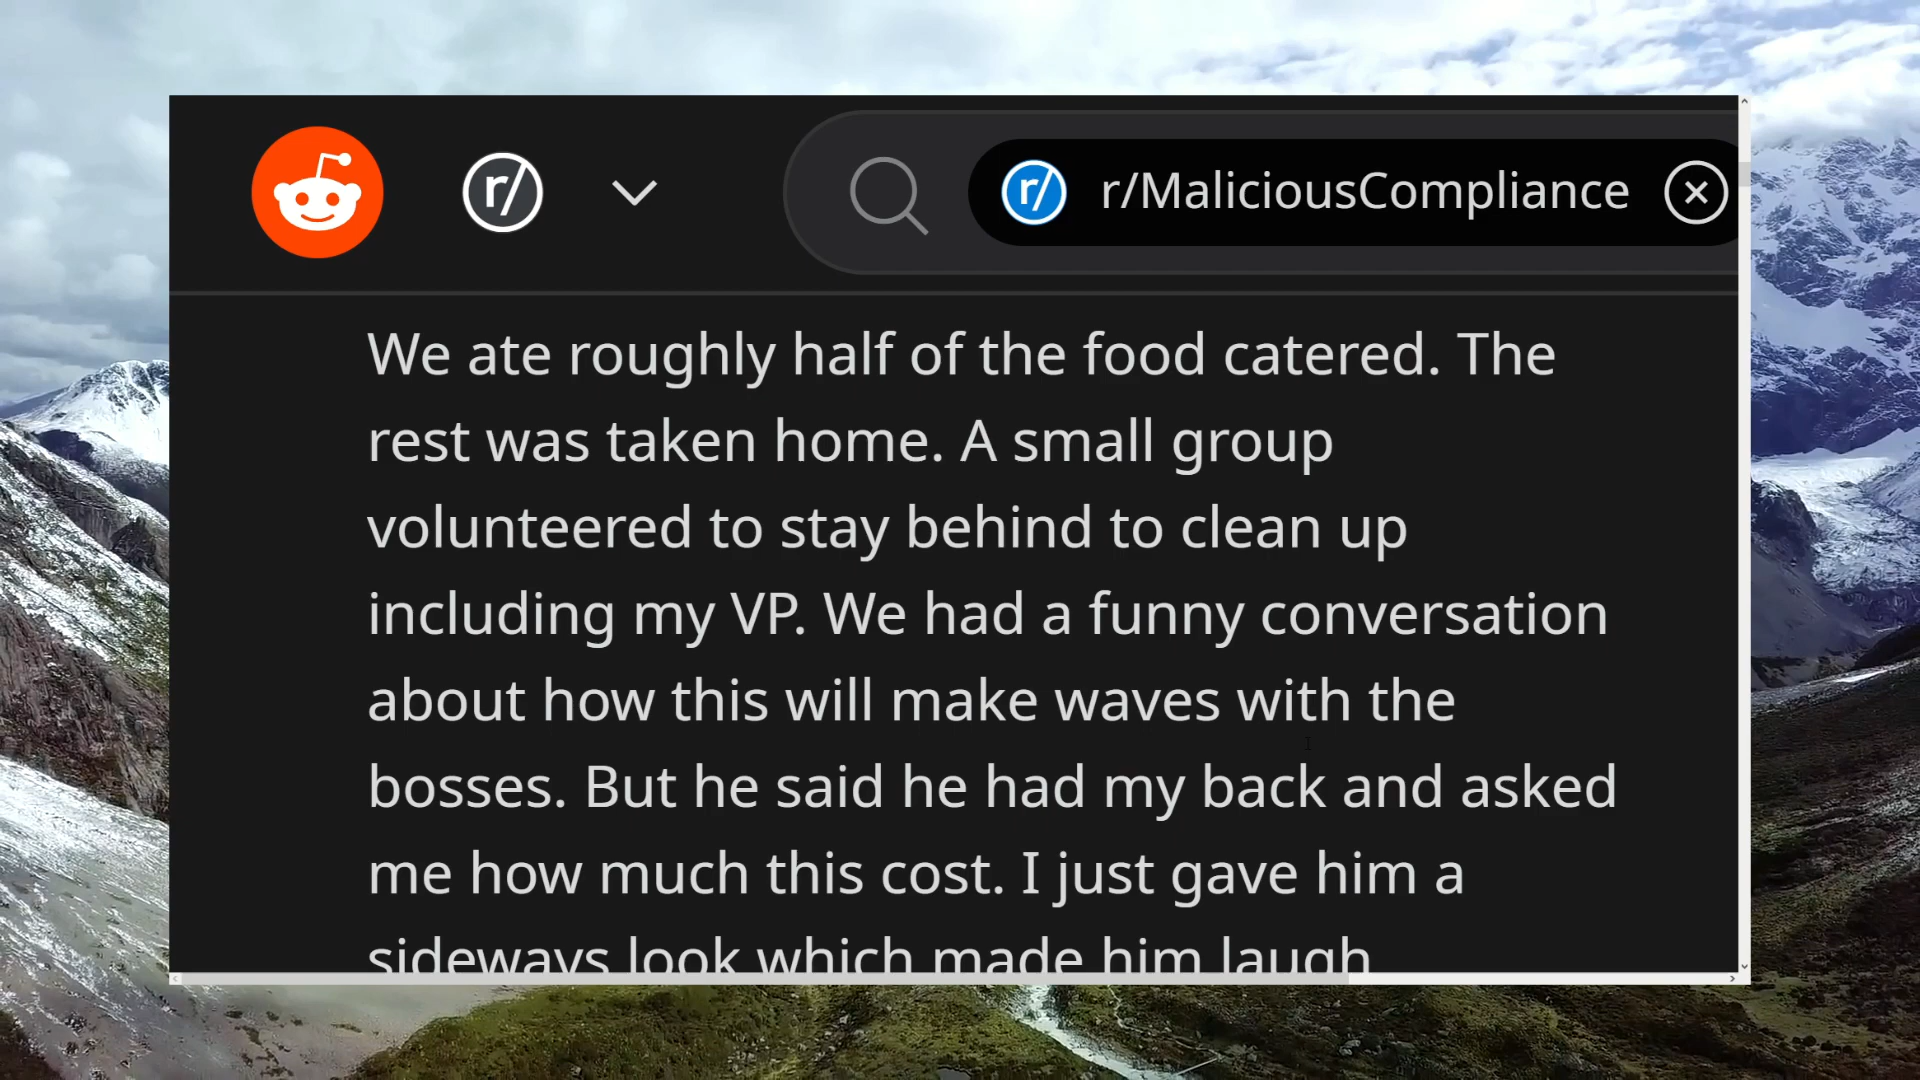 r/
r/ r/MaliciousCompliance
We ate roughly half of the food catered. The
rest was taken home. A small group
volunteered to stay behind to clean up
including my VP. We had a funny conversation
about how this will make waves with the
bosses. But he said he had my back and asked
me how much this cost. I just gave him a
sideways look which made him laugh